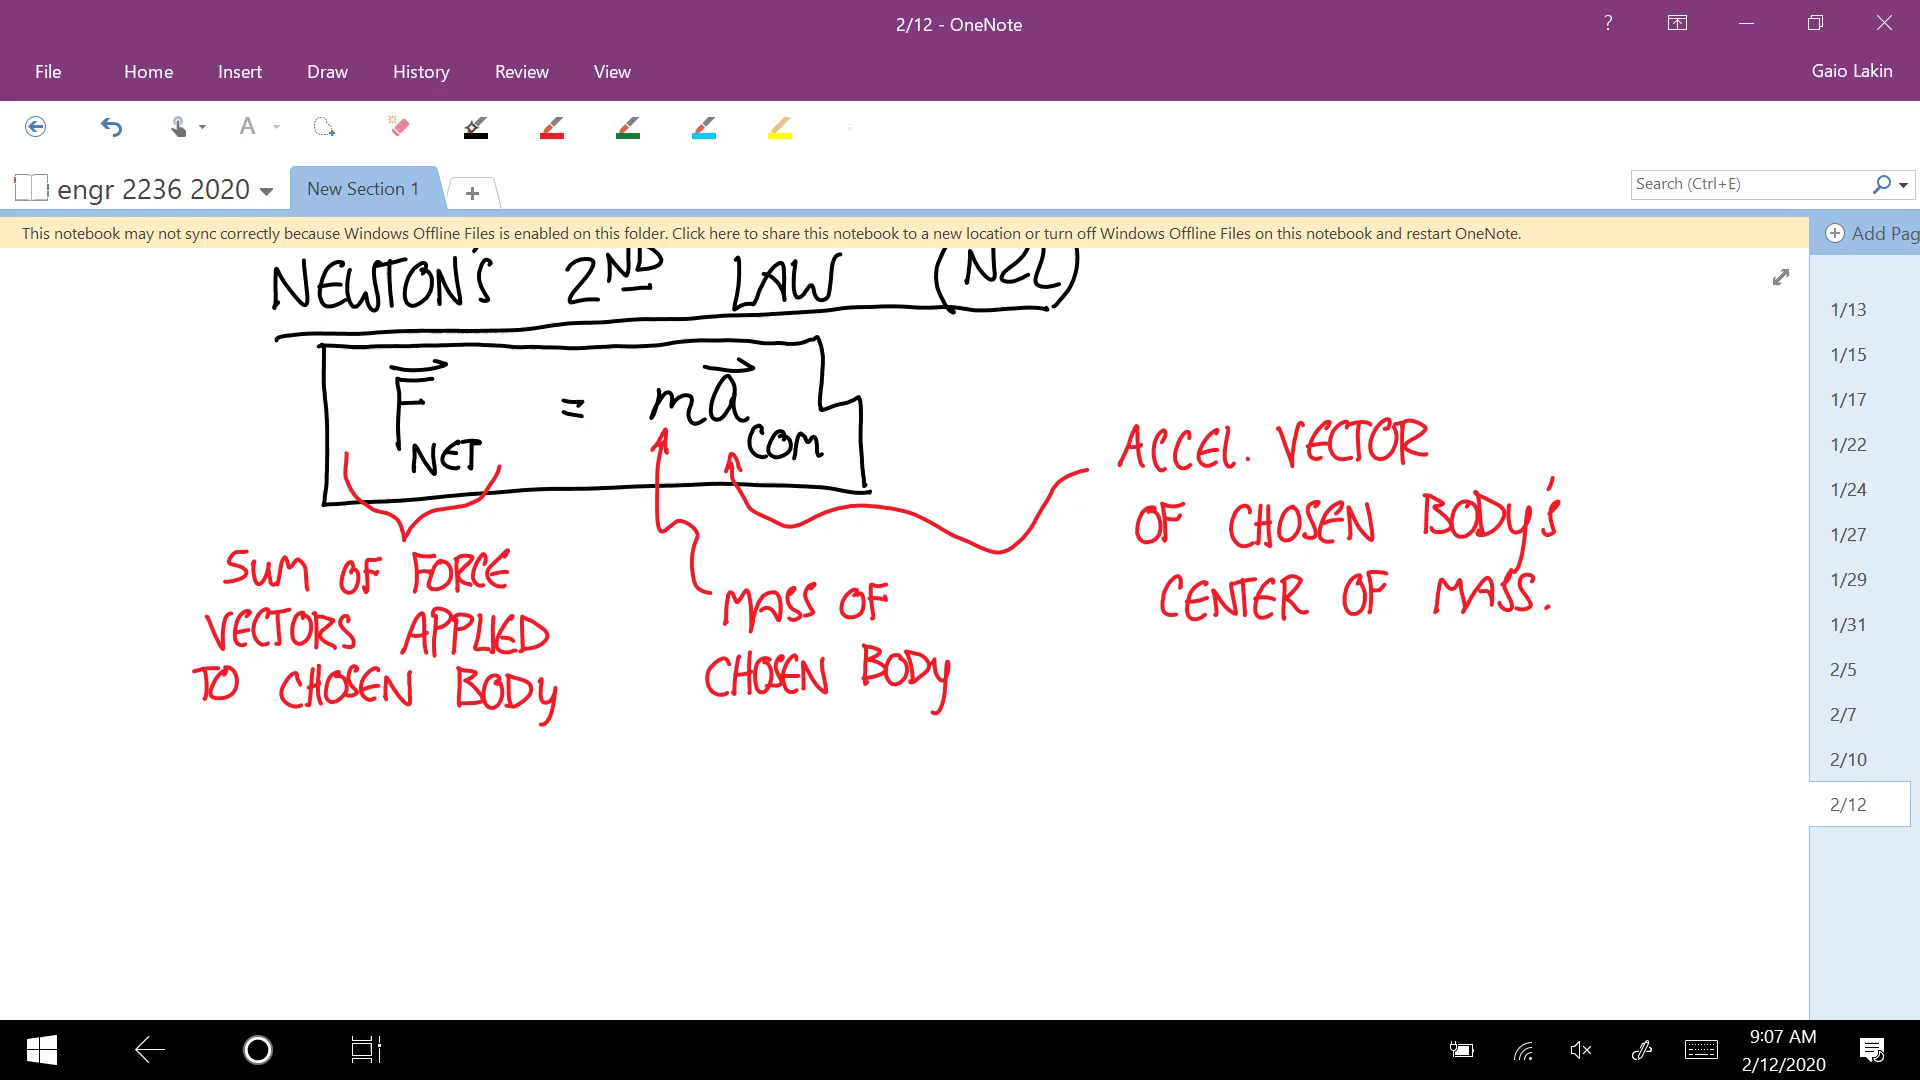 2/12 - OneNote
?
File Home Insert Draw History Review View
Gaio Lakin
A
engr 2236 2020
New Section 1
+
Search (Ctrl+E)
This notebook may not sync correctly because Windows Offline Files is enabled on this folder. Click here to share this notebook to a new location or turn off Windows Offline Files on this notebook and restart OneNote.
Add Pag
NEWTON'S 2ND LAW (N2L)
F⃗NET = ma⃗COM
SUM OF FORCE
VECTORS APPLIED
TO CHOSEN BODY
MASS OF
CHOSEN BODY
ACCEL. VECTOR
OF CHOSEN BODY'S
CENTER OF MASS.
1/13
1/15
1/17
1/22
1/24
1/27
1/29
1/31
2/5
2/7
2/10
2/12
9:07 AM
2/12/2020